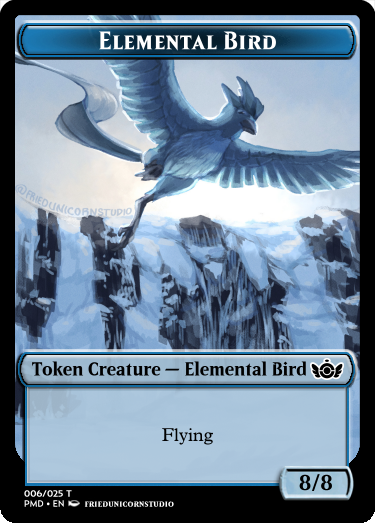 Elemental Bird
@FRIEDUNICORNSTUDIO
Token Creature — Elemental Bird
Flying
8/8
006/025 T
PMD • EN FRIEDUNICORNSTUDIO